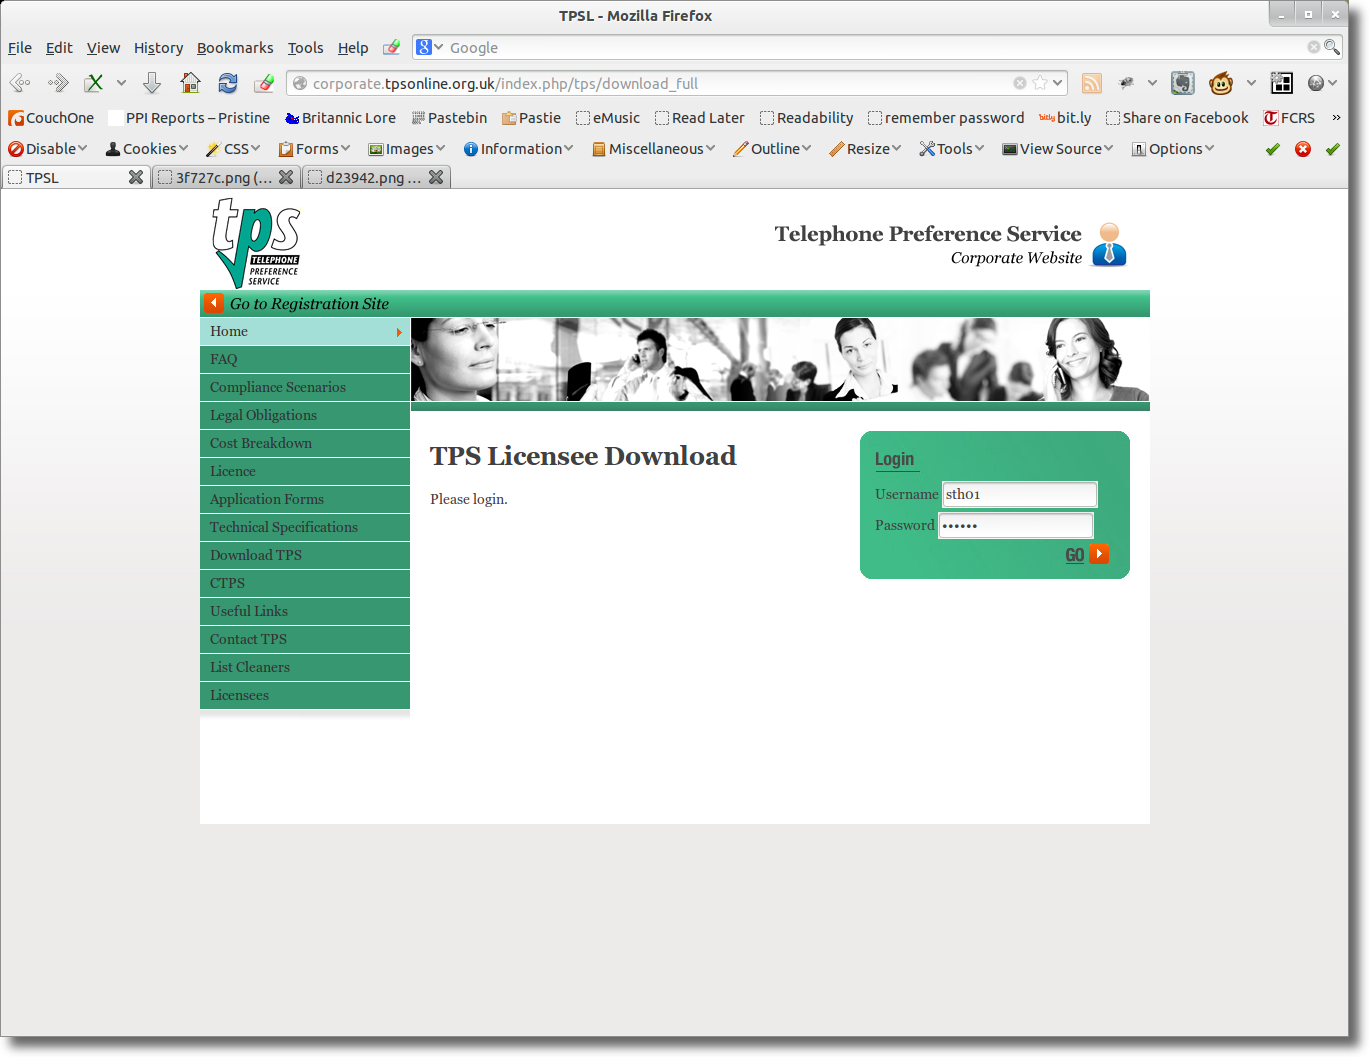 TPSL - Mozilla Firefox
File Edit View History Bookmarks Tools Help Google
corporate.tpsonline.org.uk/index.php/tps/download_full
CouchOne PPI Reports – Pristine Britannic Lore Pastebin Pastie eMusic Read Later Readability remember password bitly bit.ly Share on Facebook FCRS »
Disable Cookies CSS Forms Images Information Miscellaneous Outline Resize Tools View Source Options
TPSL 3f727c.png (... d23942.png ...
tps
TELEPHONE
PREFERENCE
SERVICE
Telephone Preference Service
Corporate Website
Go to Registration Site
Home
FAQ
Compliance Scenarios
Legal Obligations
Cost Breakdown
Licence
Application Forms
Technical Specifications
Download TPS
CTPS
Useful Links
Contact TPS
List Cleaners
Licensees
TPS Licensee Download
Please login.
Login
Username sth01
Password ••••••
GO